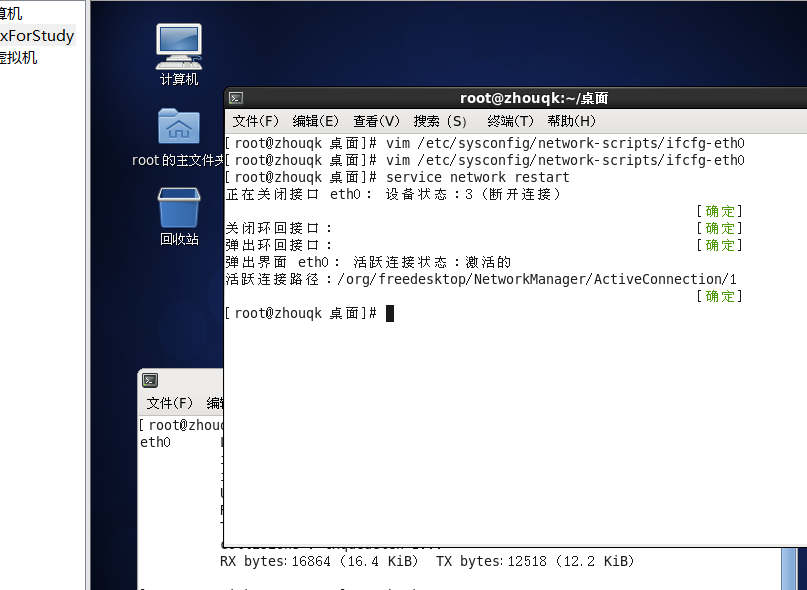 算机
xForStudy
虚拟机
计算机
root 的主文件夹
回收站
root@zhouqk:~/桌面
文件(F) 编辑(E) 查看(V) 搜索 (S) 终端(T) 帮助(H)
[root@zhouqk 桌面]# vim /etc/sysconfig/network-scripts/ifcfg-eth0
[root@zhouqk 桌面]# vim /etc/sysconfig/network-scripts/ifcfg-eth0
[root@zhouqk 桌面]# service network restart
正在关闭接口 eth0： 设备状态：3 (断开连接)
[确定]
关闭环回接口：
[确定]
弹出环回接口：
[确定]
弹出界面 eth0： 活跃连接状态：激活的
活跃连接路径：/org/freedesktop/NetworkManager/ActiveConnection/1
[确定]
[root@zhouqk 桌面]#
文件(F)
[root@zhouq
eth0
RX bytes:16864 (16.4 KiB) TX bytes:12518 (12.2 KiB)